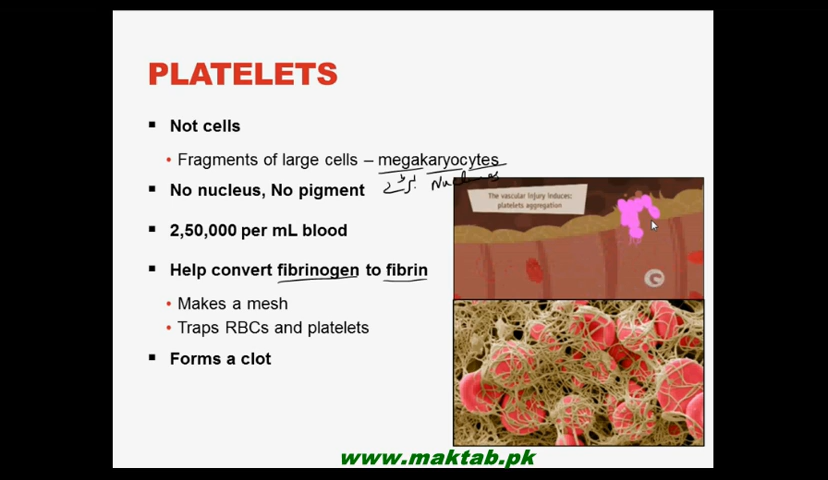 PLATELETS
▪ Not cells
• Fragments of large cells – megakaryocytes
▪ No nucleus, No pigment
بڑے Nucleus
▪ 2,50,000 per mL blood
▪ Help convert fibrinogen to fibrin
• Makes a mesh
• Traps RBCs and platelets
▪ Forms a clot
The vascular injury induces:
platelets aggregation
www.maktab.pk